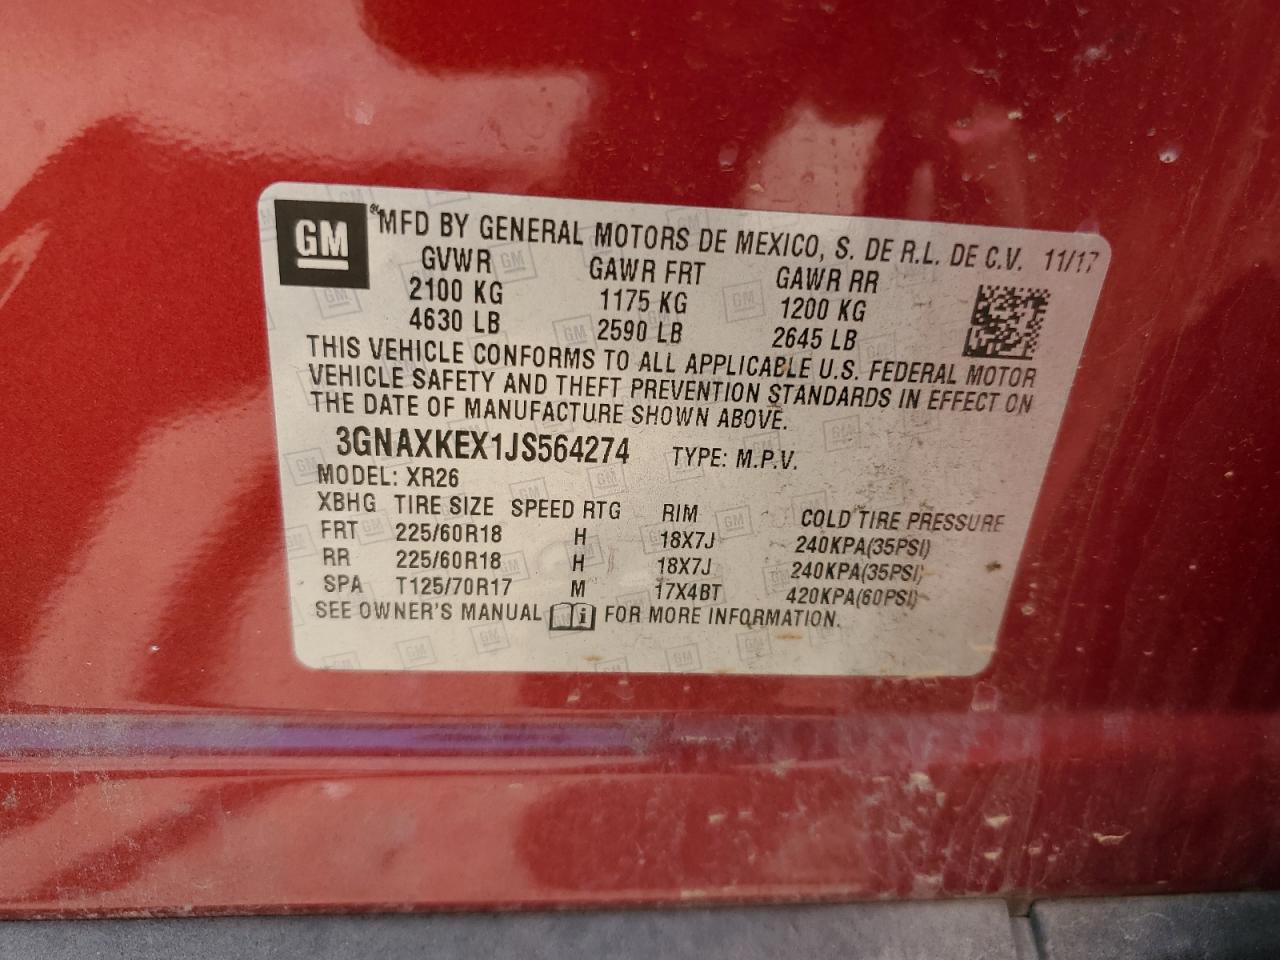 GM
MFD BY GENERAL MOTORS DE MEXICO, S. DE R.L. DE C.V. 11/17
GVWR GAWR FRT GAWR RR
2100 KG 1175 KG 1200 KG
4630 LB 2590 LB 2645 LB
THIS VEHICLE CONFORMS TO ALL APPLICABLE U.S. FEDERAL MOTOR
VEHICLE SAFETY AND THEFT PREVENTION STANDARDS IN EFFECT ON
THE DATE OF MANUFACTURE SHOWN ABOVE.
3GNAXKEX1JS564274 TYPE: M.P.V.
MODEL: XR26
XBHG TIRE SIZE SPEED RTG RIM COLD TIRE PRESSURE
FRT 225/60R18 H 18X7J 240KPA(35PSI)
RR 225/60R18 H 18X7J 240KPA(35PSI)
SPA T125/70R17 M 17X4BT 420KPA(60PSI)
SEE OWNER'S MANUAL i FOR MORE INFORMATION.